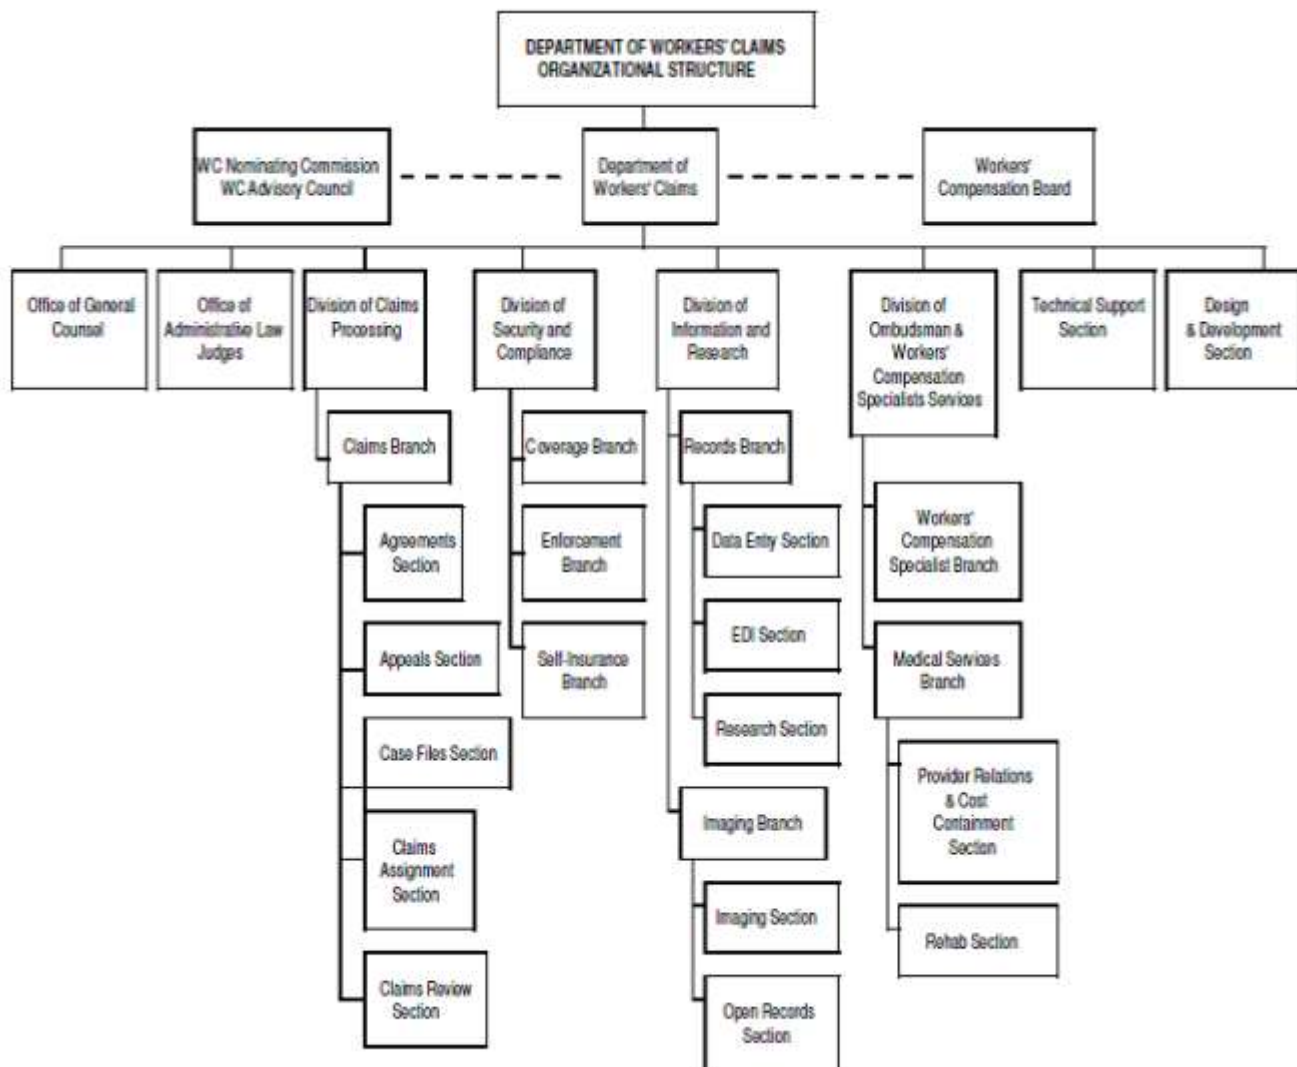 DEPARTMENT OF WORKERS' CLAIMS
ORGANIZATIONAL STRUCTURE
WC Nominating Commission
WC Advisory Council
Department of
Workers' Claims
Workers'
Compensation Board
Office of General
Counsel
Office of
Administrative Law
Judges
Division of Claims
Processing
Division of
Security and
Compliance
Division of
Information and
Research
Division of
Ombudsman &
Workers'
Compensation
Specialists Services
Technical Support
Section
Design
& Development
Section
Claims Branch
Agreements
Section
Appeals Section
Case Files Section
Claims
Assignment
Section
Claims Review
Section
Coverage Branch
Enforcement
Branch
Self-Insurance
Branch
Records Branch
Data Entry Section
EDI Section
Research Section
Imaging Branch
Imaging Section
Open Records
Section
Workers'
Compensation
Specialist Branch
Medical Services
Branch
Provider Relations
& Cost
Containment
Section
Rehab Section